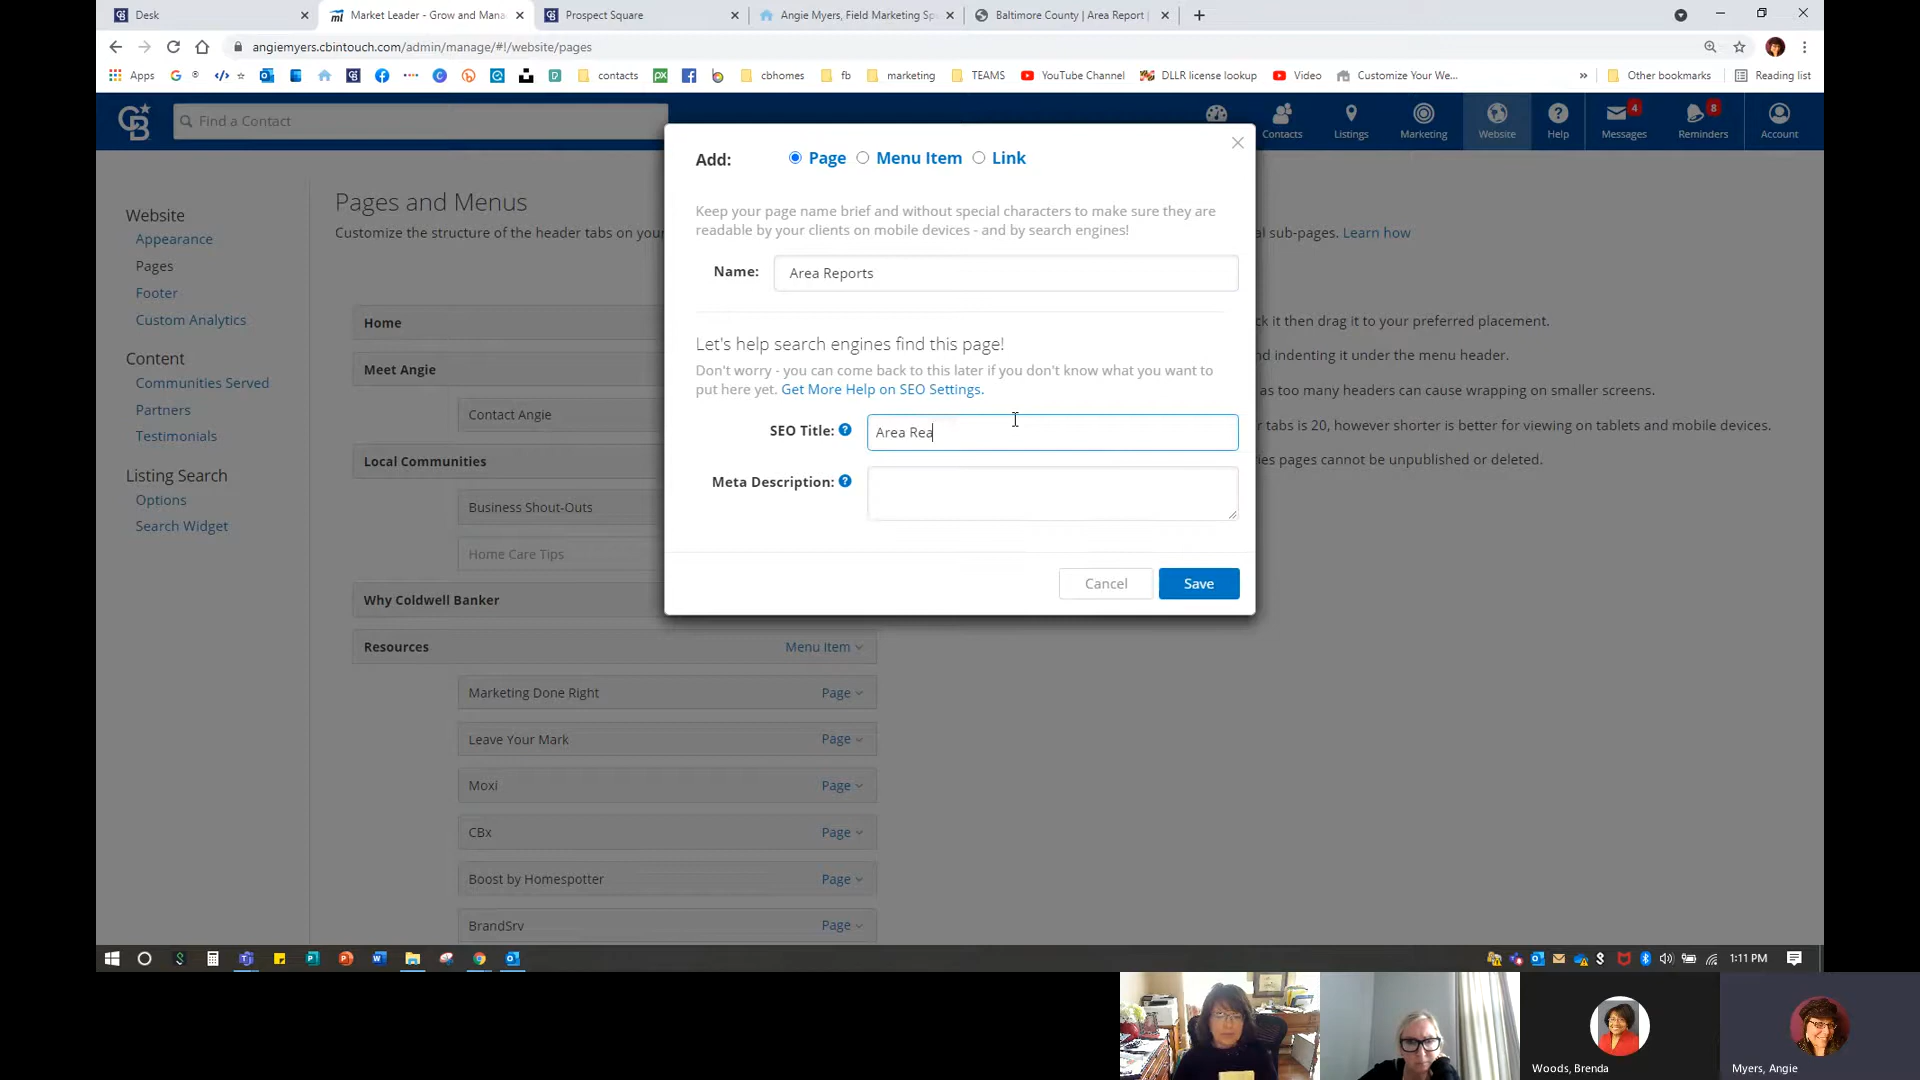 Desk
Market Leader - Grow and Mana
Prospect Square
Angie Myers, Field Marketing Sp
Baltimore County | Area Report |
angiemyers.cbintouch.com/admin/manage/#!/website/pages
Apps
contacts
cbhomes
fb
marketing
TEAMS
YouTube Channel
DLLR license lookup
Video
Customize Your We...
Other bookmarks
Reading list
Find a Contact
Contacts
Listings
Marketing
Website
Help
4
Messages
8
Reminders
Account
Website
Appearance
Pages
Footer
Custom Analytics
Content
Communities Served
Partners
Testimonials
Listing Search
Options
Search Widget
Pages and Menus
Customize the structure of the header tabs on you
al sub-pages. Learn how
Home
Meet Angie
Contact Angie
Local Communities
Business Shout-Outs
Home Care Tips
Why Coldwell Banker
Resources
Menu Item
Marketing Done Right
Page
Leave Your Mark
Page
Moxi
Page
CBx
Page
Boost by Homespotter
Page
BrandSrv
Page
ck it then drag it to your preferred placement.
nd indenting it under the menu header.
as too many headers can cause wrapping on smaller screens.
r tabs is 20, however shorter is better for viewing on tablets and mobile devices.
ies pages cannot be unpublished or deleted.
Add:
Page
Menu Item
Link
Keep your page name brief and without special characters to make sure they are
readable by your clients on mobile devices - and by search engines!
Name:
Area Reports
Let's help search engines find this page!
Don't worry - you can come back to this later if you don't know what you want to
put here yet. Get More Help on SEO Settings.
SEO Title:
Area Rea
Meta Description:
Cancel
Save
1:11 PM
Woods, Brenda
Myers, Angie